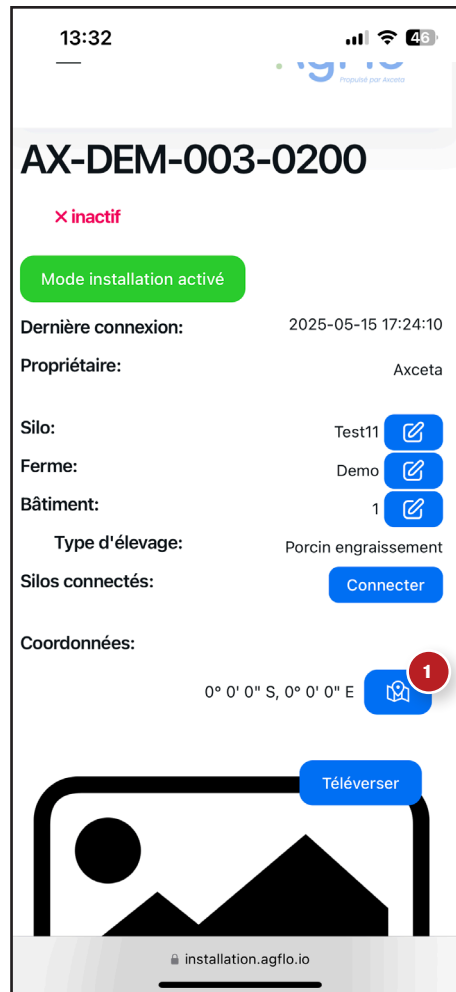 13:32
46
AgFlo
Propulsé par Axceta
AX-DEM-003-0200
× inactif
Mode installation activé
Dernière connexion: 2025-05-15 17:24:10
Propriétaire: Axceta
Silo: Test11
Ferme: Demo
Bâtiment: 1
Type d'élevage: Porcin engraissement
Silos connectés: Connecter
Coordonnées:
1
0° 0' 0" S, 0° 0' 0" E
Téléverser
installation.agflo.io